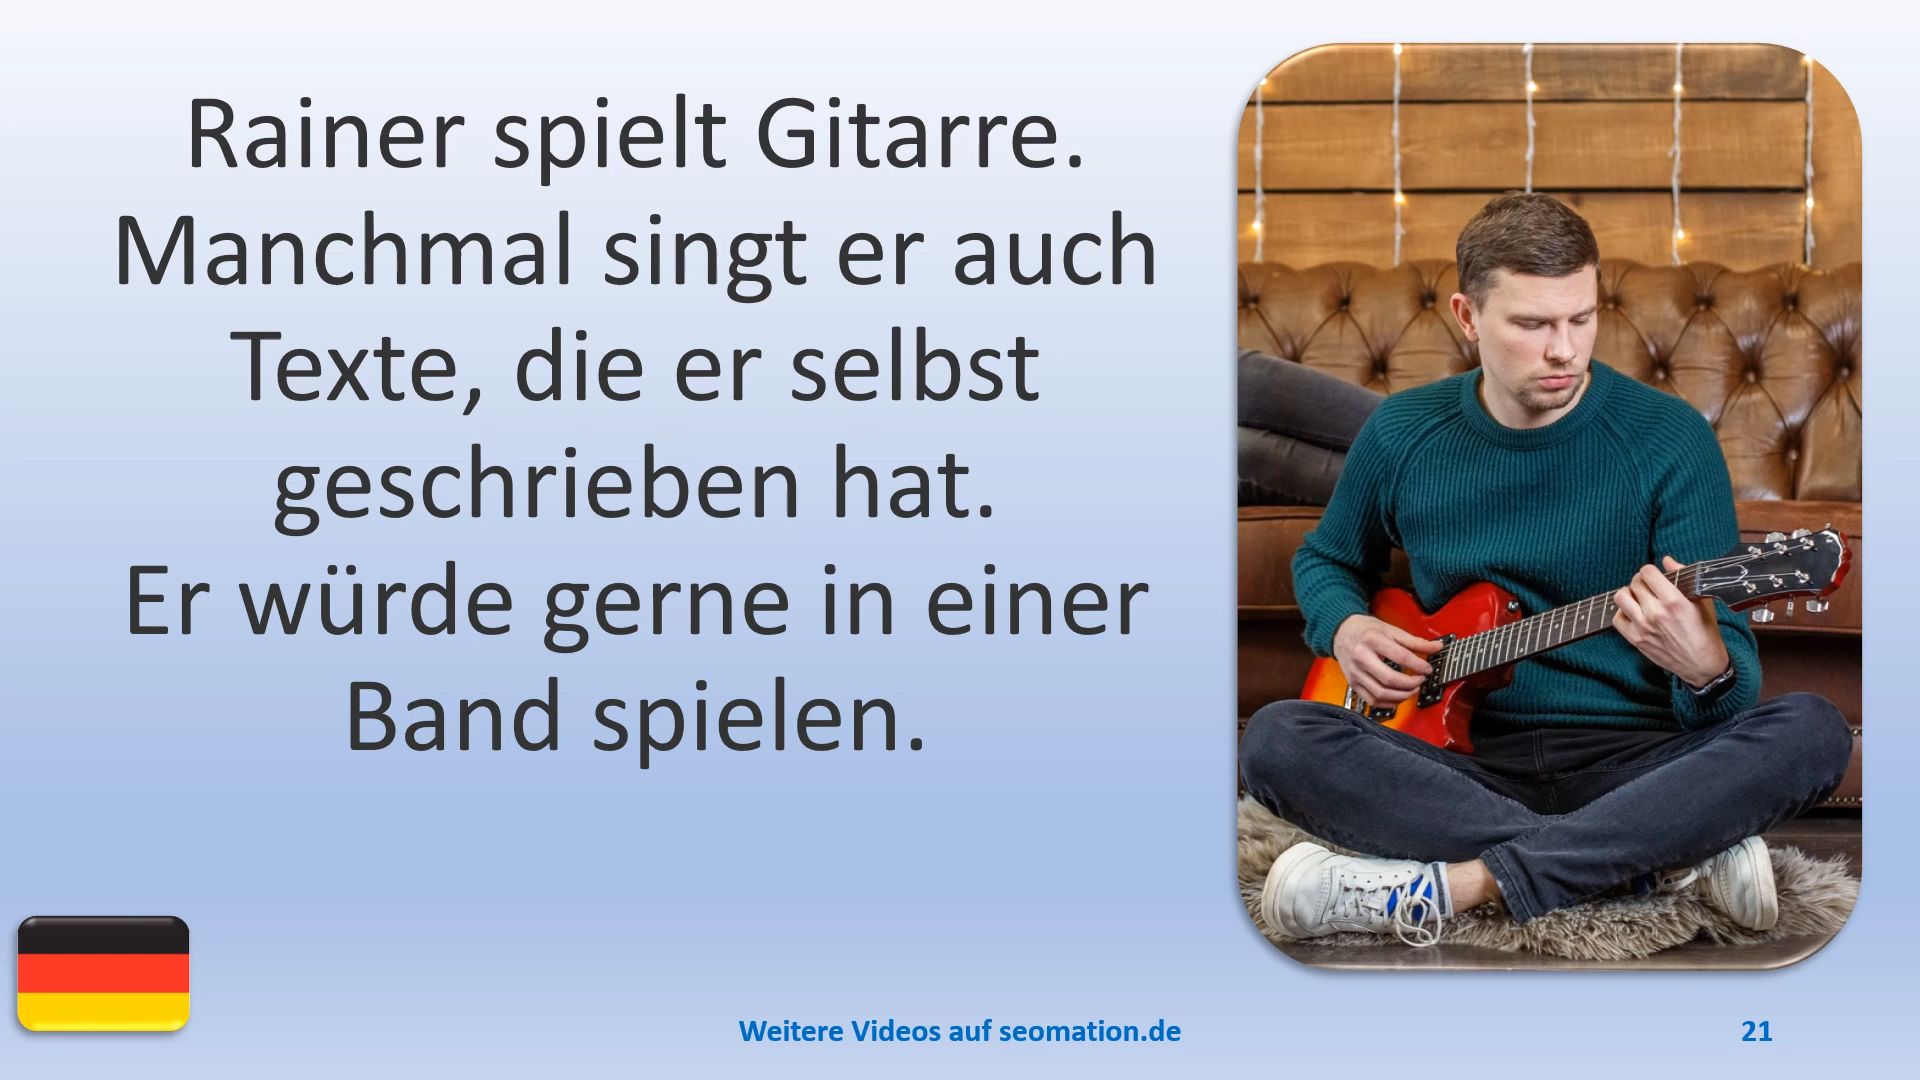 Rainer spielt Gitarre.
Manchmal singt er auch
Texte, die er selbst
geschrieben hat.
Er würde gerne in einer
Band spielen.
Weitere Videos auf seomation.de
21